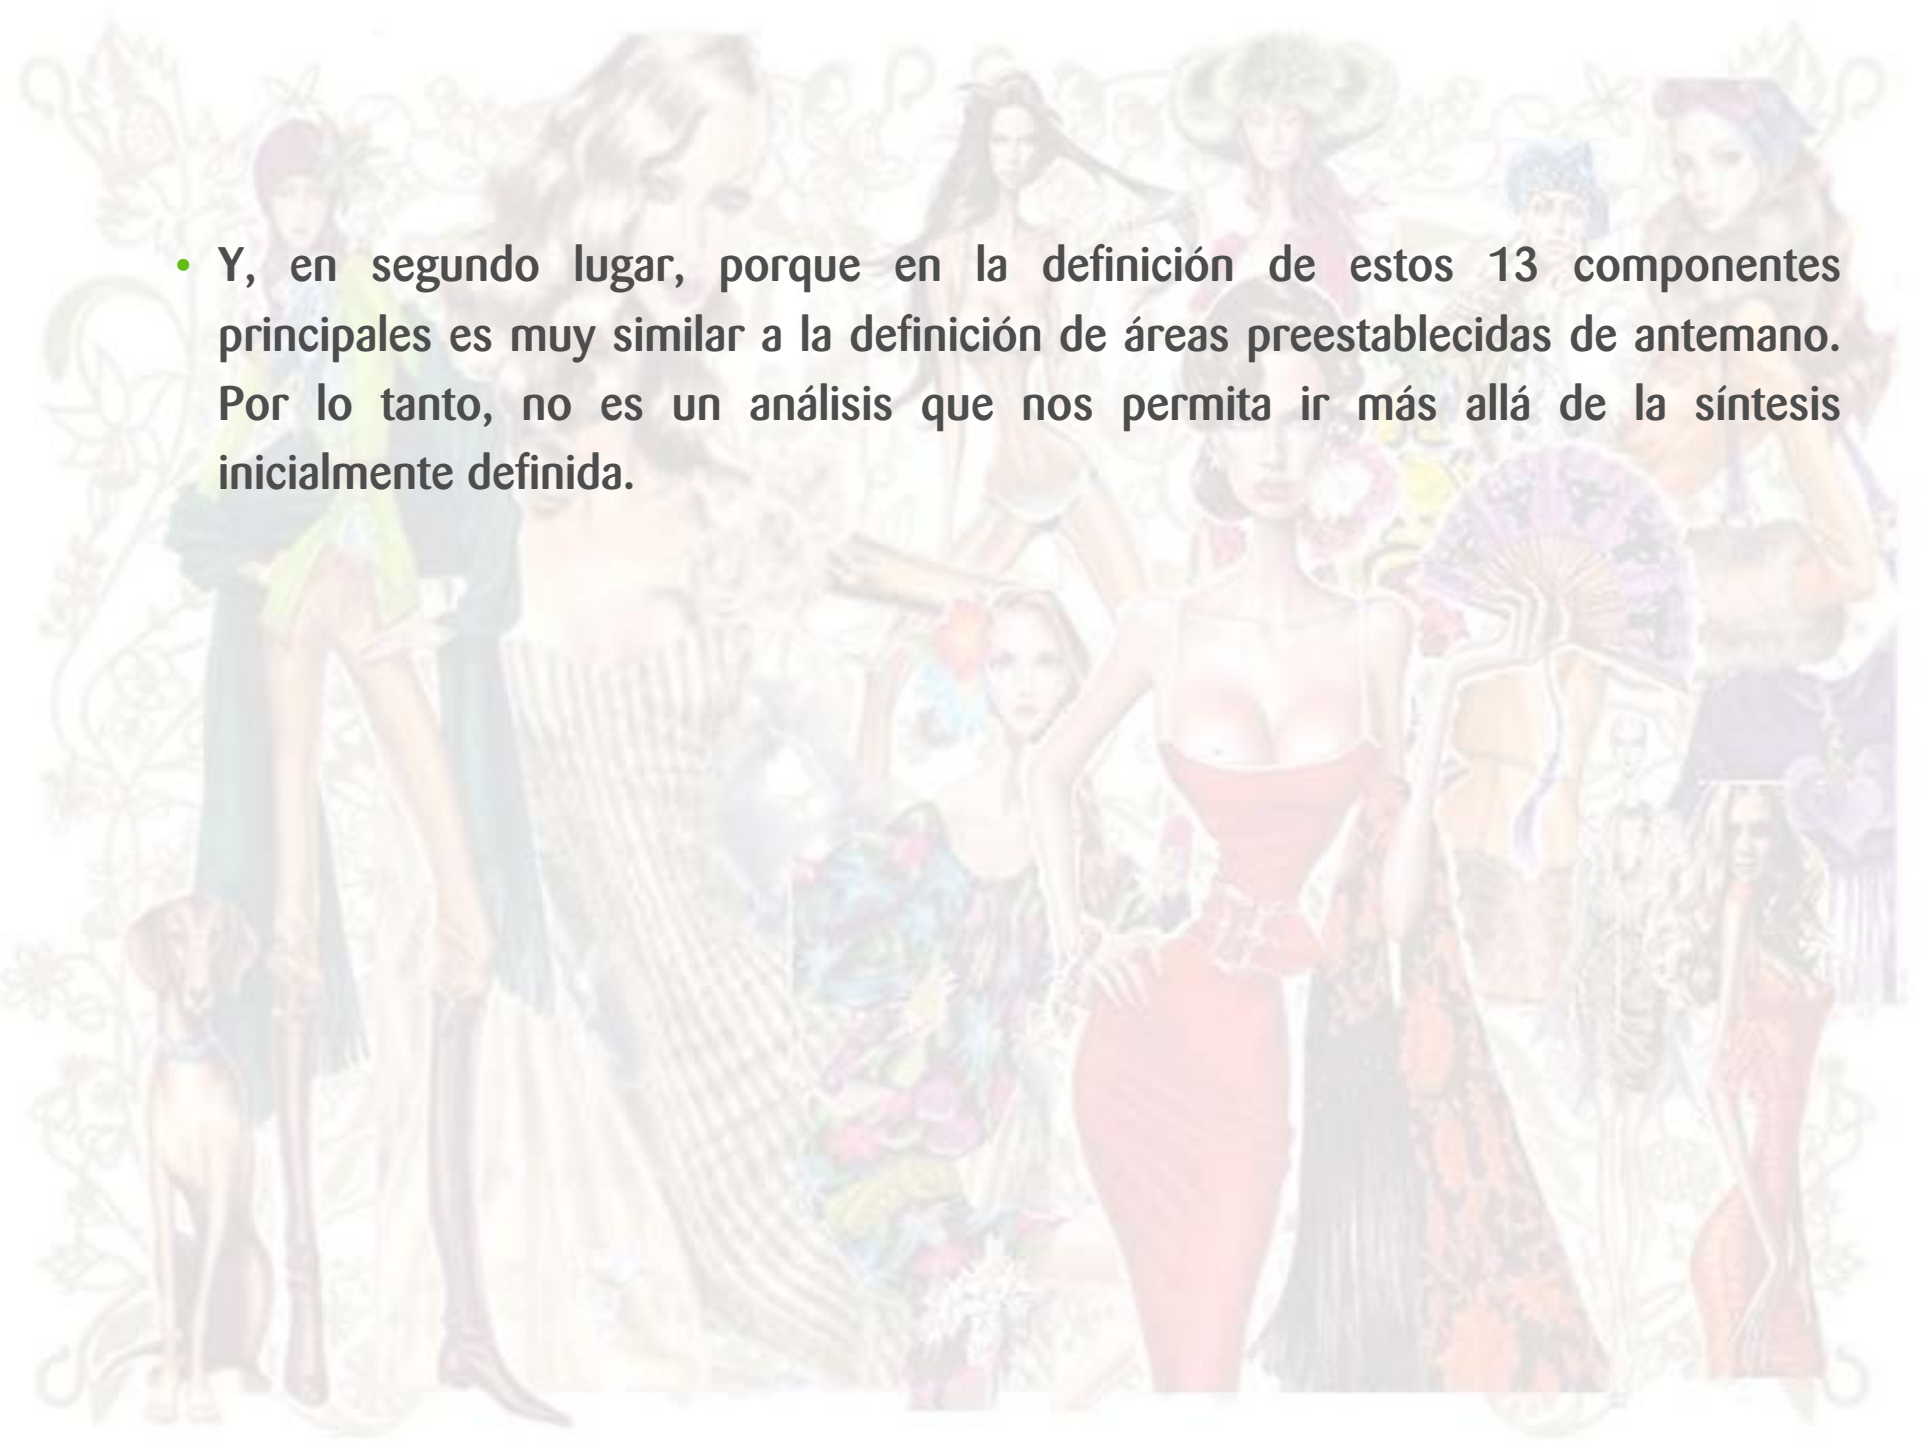 • Y, en segundo lugar, porque en la definición de estos 13 componentes
principales es muy similar a la definición de áreas preestablecidas de antemano.
Por lo tanto, no es un análisis que nos permita ir más allá de la síntesis
inicialmente definida.